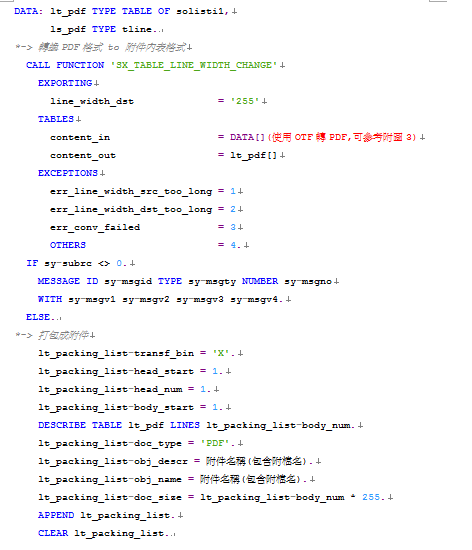 DATA: lt_pdf TYPE TABLE OF solisti1,
ls_pdf TYPE tline.
*-> 轉換 PDF 格式 to 附件內表格式
CALL FUNCTION 'SX_TABLE_LINE_WIDTH_CHANGE'
EXPORTING
line_width_dst = '255'
TABLES
content_in = DATA[](使用 OTF 轉 PDF,可參考附圖 3)
content_out = lt_pdf[]
EXCEPTIONS
err_line_width_src_too_long = 1
err_line_width_dst_too_long = 2
err_conv_failed = 3
OTHERS = 4.
IF sy-subrc <> 0.
MESSAGE ID sy-msgid TYPE sy-msgty NUMBER sy-msgno
WITH sy-msgv1 sy-msgv2 sy-msgv3 sy-msgv4.
ELSE.
*-> 打包成附件
lt_packing_list-transf_bin = 'X'.
lt_packing_list-head_start = 1.
lt_packing_list-head_num = 1.
lt_packing_list-body_start = 1.
DESCRIBE TABLE lt_pdf LINES lt_packing_list-body_num.
lt_packing_list-doc_type = 'PDF'.
lt_packing_list-obj_descr = 附件名稱(包含附檔名).
lt_packing_list-obj_name = 附件名稱(包含附檔名).
lt_packing_list-doc_size = lt_packing_list-body_num * 255.
APPEND lt_packing_list.
CLEAR lt_packing_list.